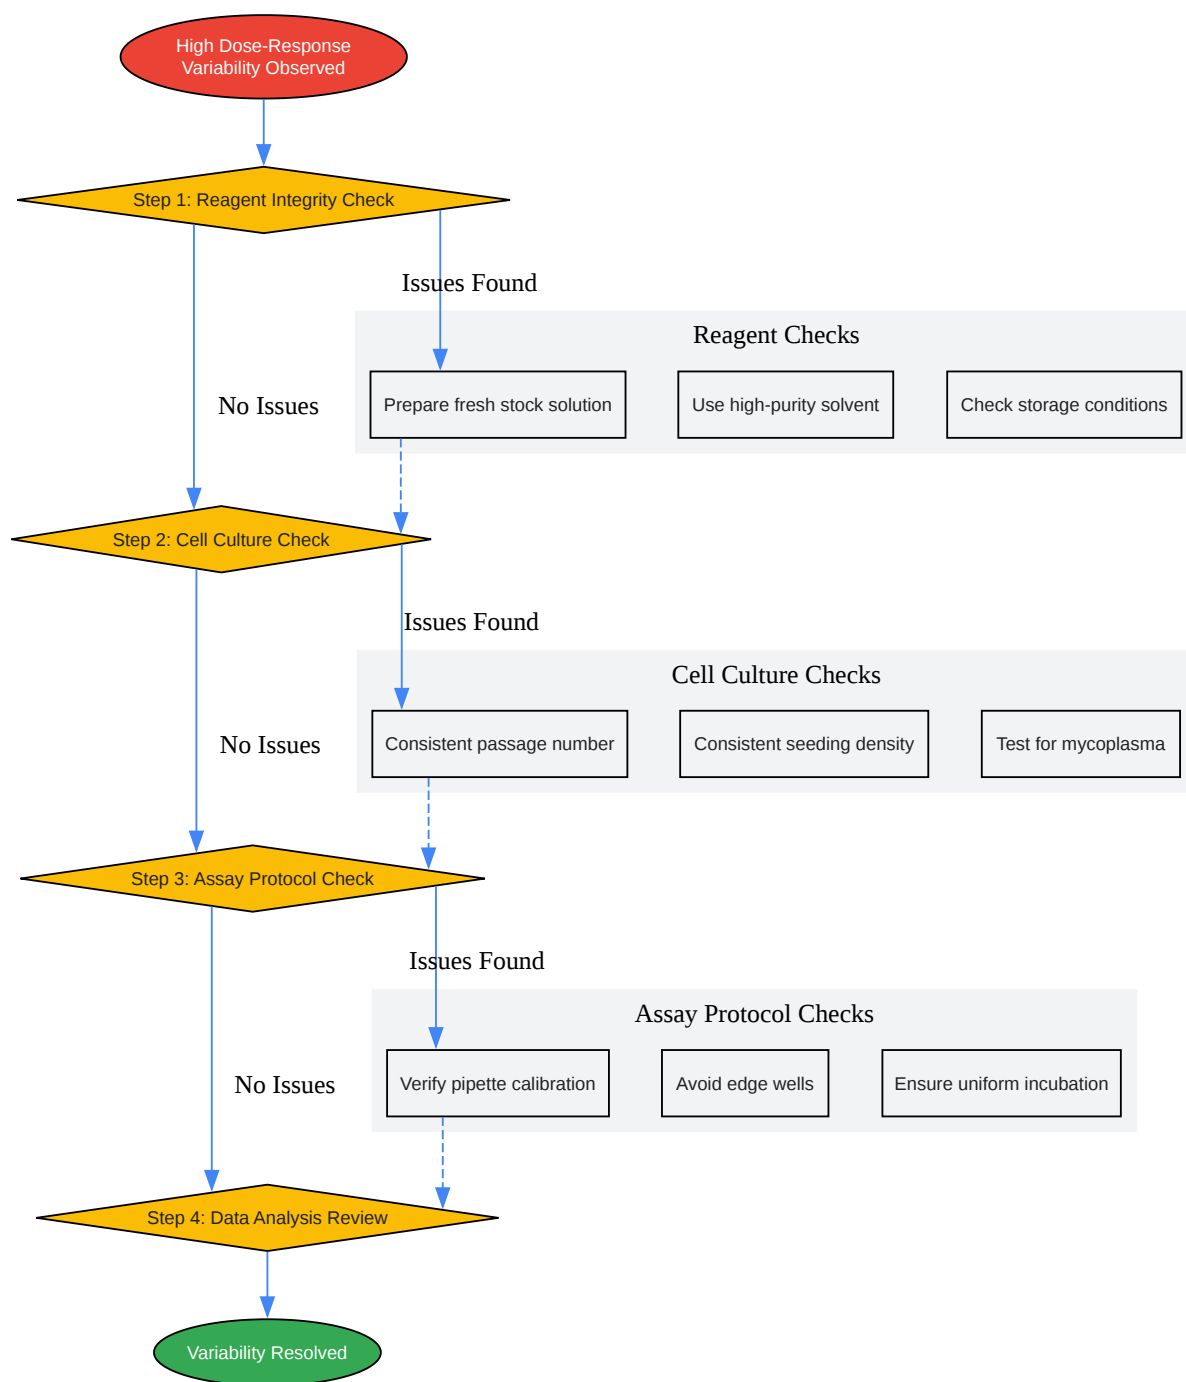 High Dose-Response
Variability Observed
Step 1: Reagent Integrity Check
Issues Found
Reagent Checks
No Issues
Prepare fresh stock solution
Use high-purity solvent
Check storage conditions
Step 2: Cell Culture Check
Issues Found
Cell Culture Checks
No Issues
Consistent passage number
Consistent seeding density
Test for mycoplasma
Step 3: Assay Protocol Check
Issues Found
Assay Protocol Checks
No Issues
Verify pipette calibration
Avoid edge wells
Ensure uniform incubation
Step 4: Data Analysis Review
Variability Resolved